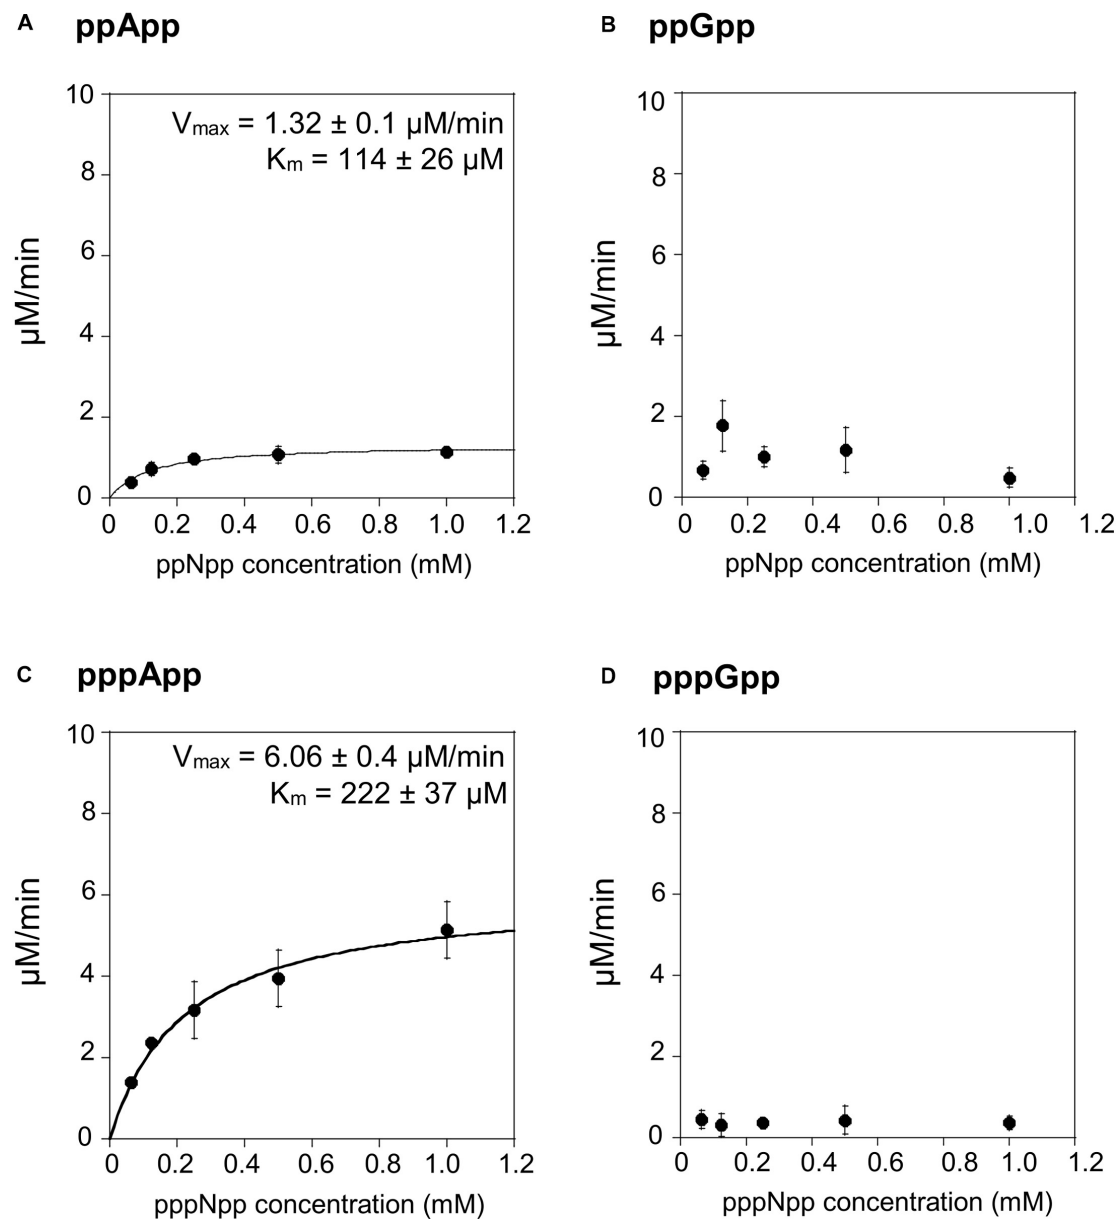 A ppApp
10
8
6
4
2
0
µM/min
V_max = 1.32 ± 0.1 µM/min
K_m = 114 ± 26 µM
0 0.2 0.4 0.6 0.8 1.0 1.2
ppNpp concentration (mM)
B ppGpp
10
8
6
4
2
0
µM/min
0 0.2 0.4 0.6 0.8 1.0 1.2
ppNpp concentration (mM)
C pppApp
10
8
6
4
2
0
µM/min
V_max = 6.06 ± 0.4 µM/min
K_m = 222 ± 37 µM
0 0.2 0.4 0.6 0.8 1.0 1.2
pppNpp concentration (mM)
D pppGpp
10
8
6
4
2
0
µM/min
0 0.2 0.4 0.6 0.8 1.0 1.2
pppNpp concentration (mM)